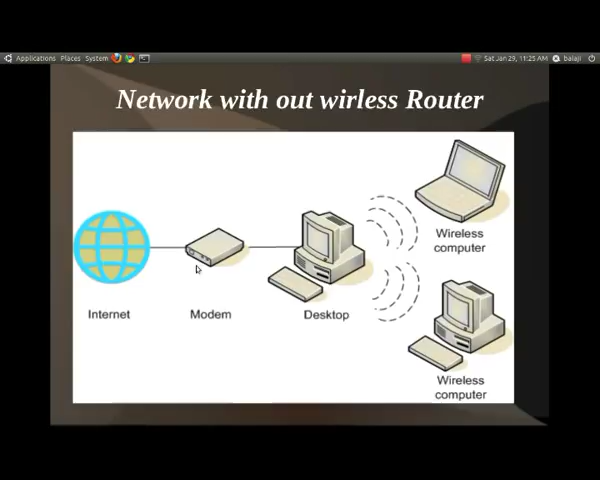 Applications Places System
Sat Jan 29, 11:25 AM balaji
Network with out wirless Router
Wireless
computer
Internet
Modem
Desktop
Wireless
computer